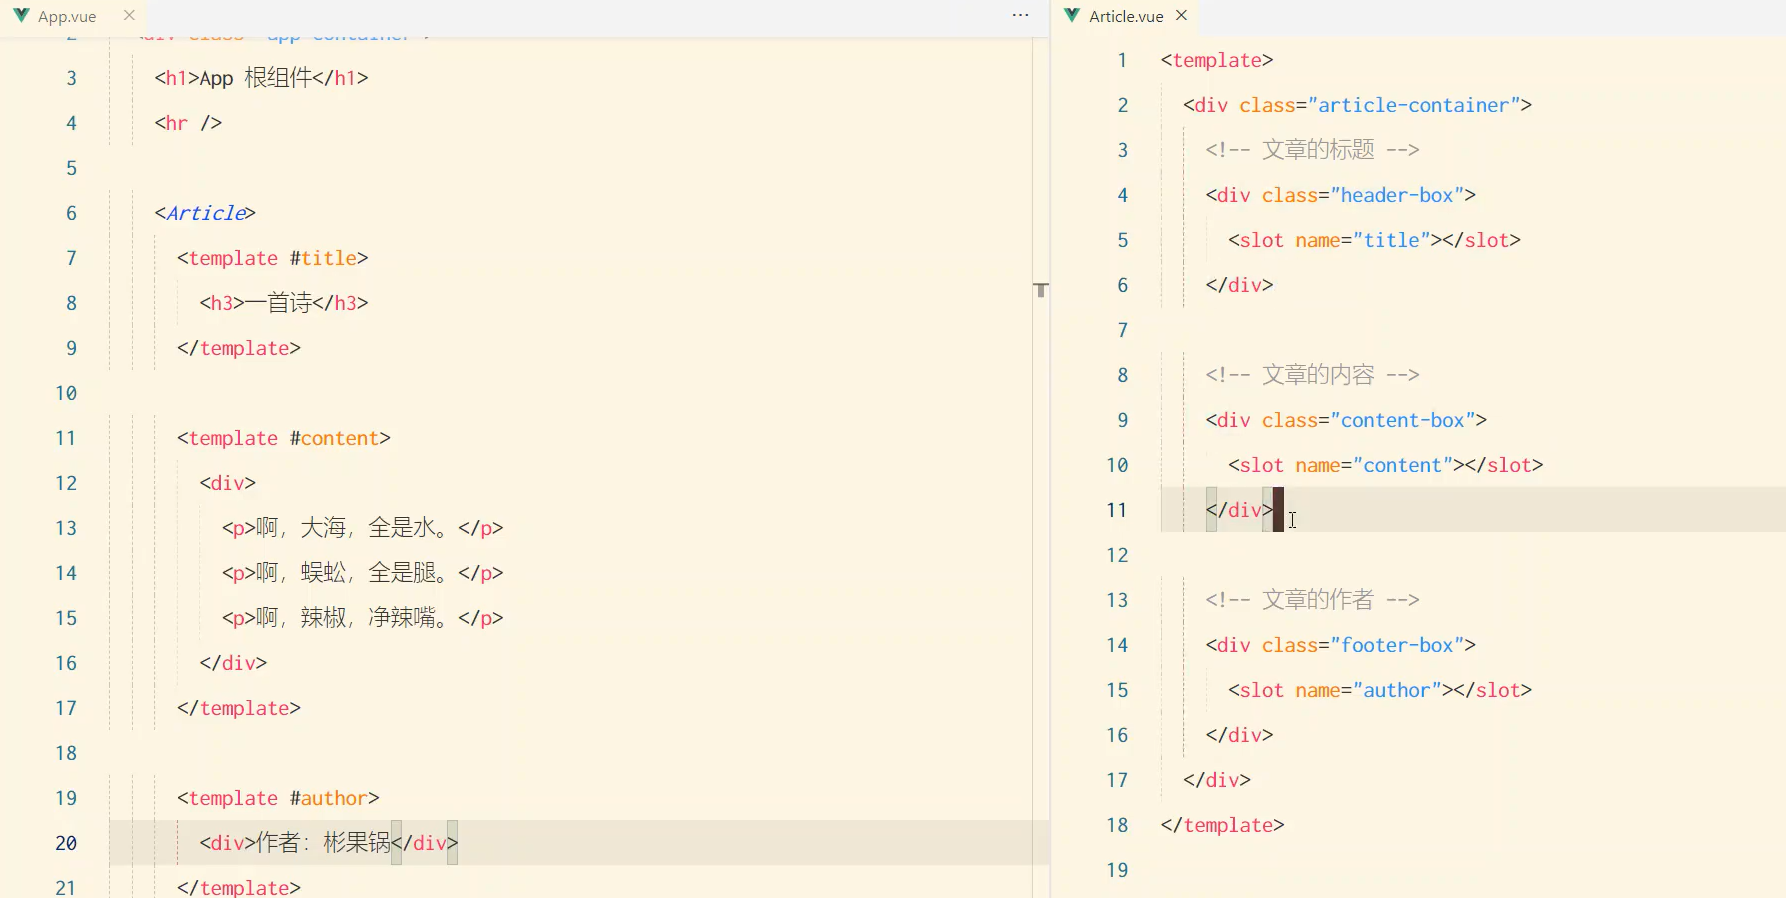 App.vue
Article.vue
2 <div class="app-container">
3 <h1>App 根组件</h1>
4 <hr />
5
6 <Article>
7 <template #title>
8 <h3>一首诗</h3>
9 </template>
10
11 <template #content>
12 <div>
13 <p>啊，大海，全是水。</p>
14 <p>啊，蜈蚣，全是腿。</p>
15 <p>啊，辣椒，净辣嘴。</p>
16 </div>
17 </template>
18
19 <template #author>
20 <div>作者：彬果锅</div>
21 </template>
1 <template>
2 <div class="article-container">
3 <!-- 文章的标题 -->
4 <div class="header-box">
5 <slot name="title"></slot>
6 </div>
7
8 <!-- 文章的内容 -->
9 <div class="content-box">
10 <slot name="content"></slot>
11 </div>
12
13 <!-- 文章的作者 -->
14 <div class="footer-box">
15 <slot name="author"></slot>
16 </div>
17 </div>
18 </template>
19